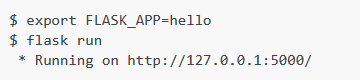 $ export FLASK_APP=hello
$ flask run
 * Running on http://127.0.0.1:5000/